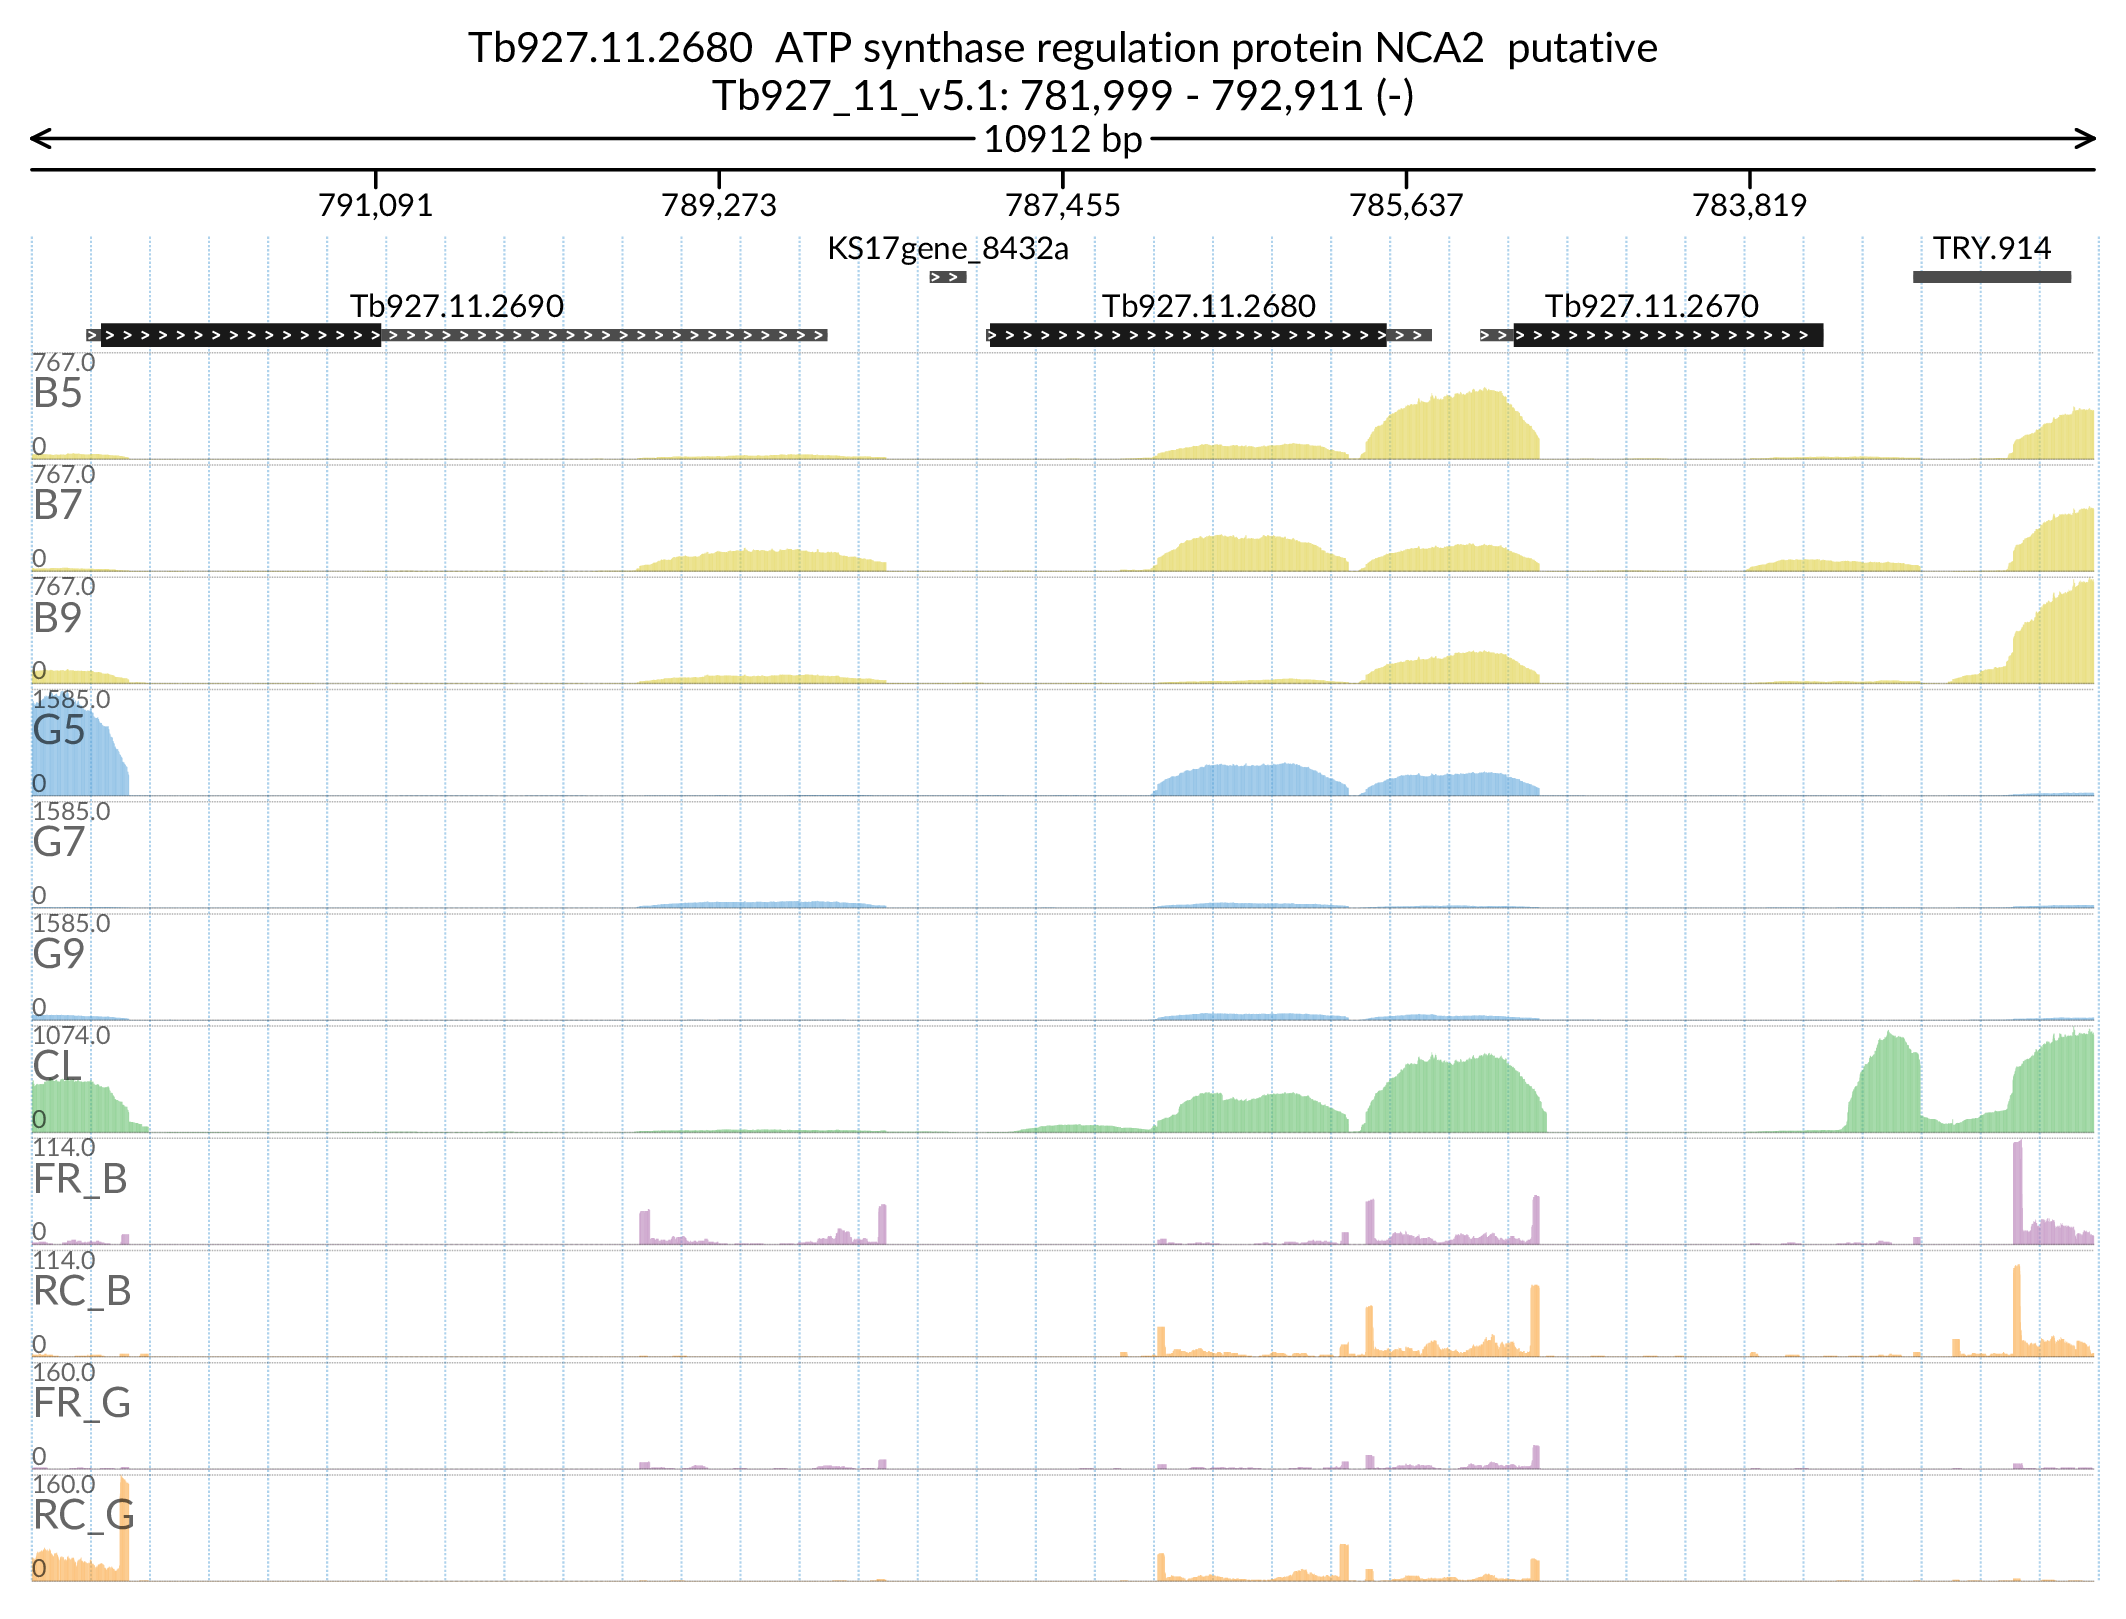 Tb927.11.2680  ATP synthase regulation protein NCA2  putative
Tb927_11_v5.1: 781,999 - 792,911 (-)
10912 bp
791,091 789,273 787,455 785,637 783,819
KS17gene_8432a TRY.914
Tb927.11.2690 Tb927.11.2680 Tb927.11.2670
767.0
B5
0
767.0
B7
0
767.0
B9
0
1585.0
G5
0
1585.0
G7
0
1585.0
G9
0
1074.0
CL
0
114.0
FR_B
0
114.0
RC_B
0
160.0
FR_G
0
160.0
RC_G
0